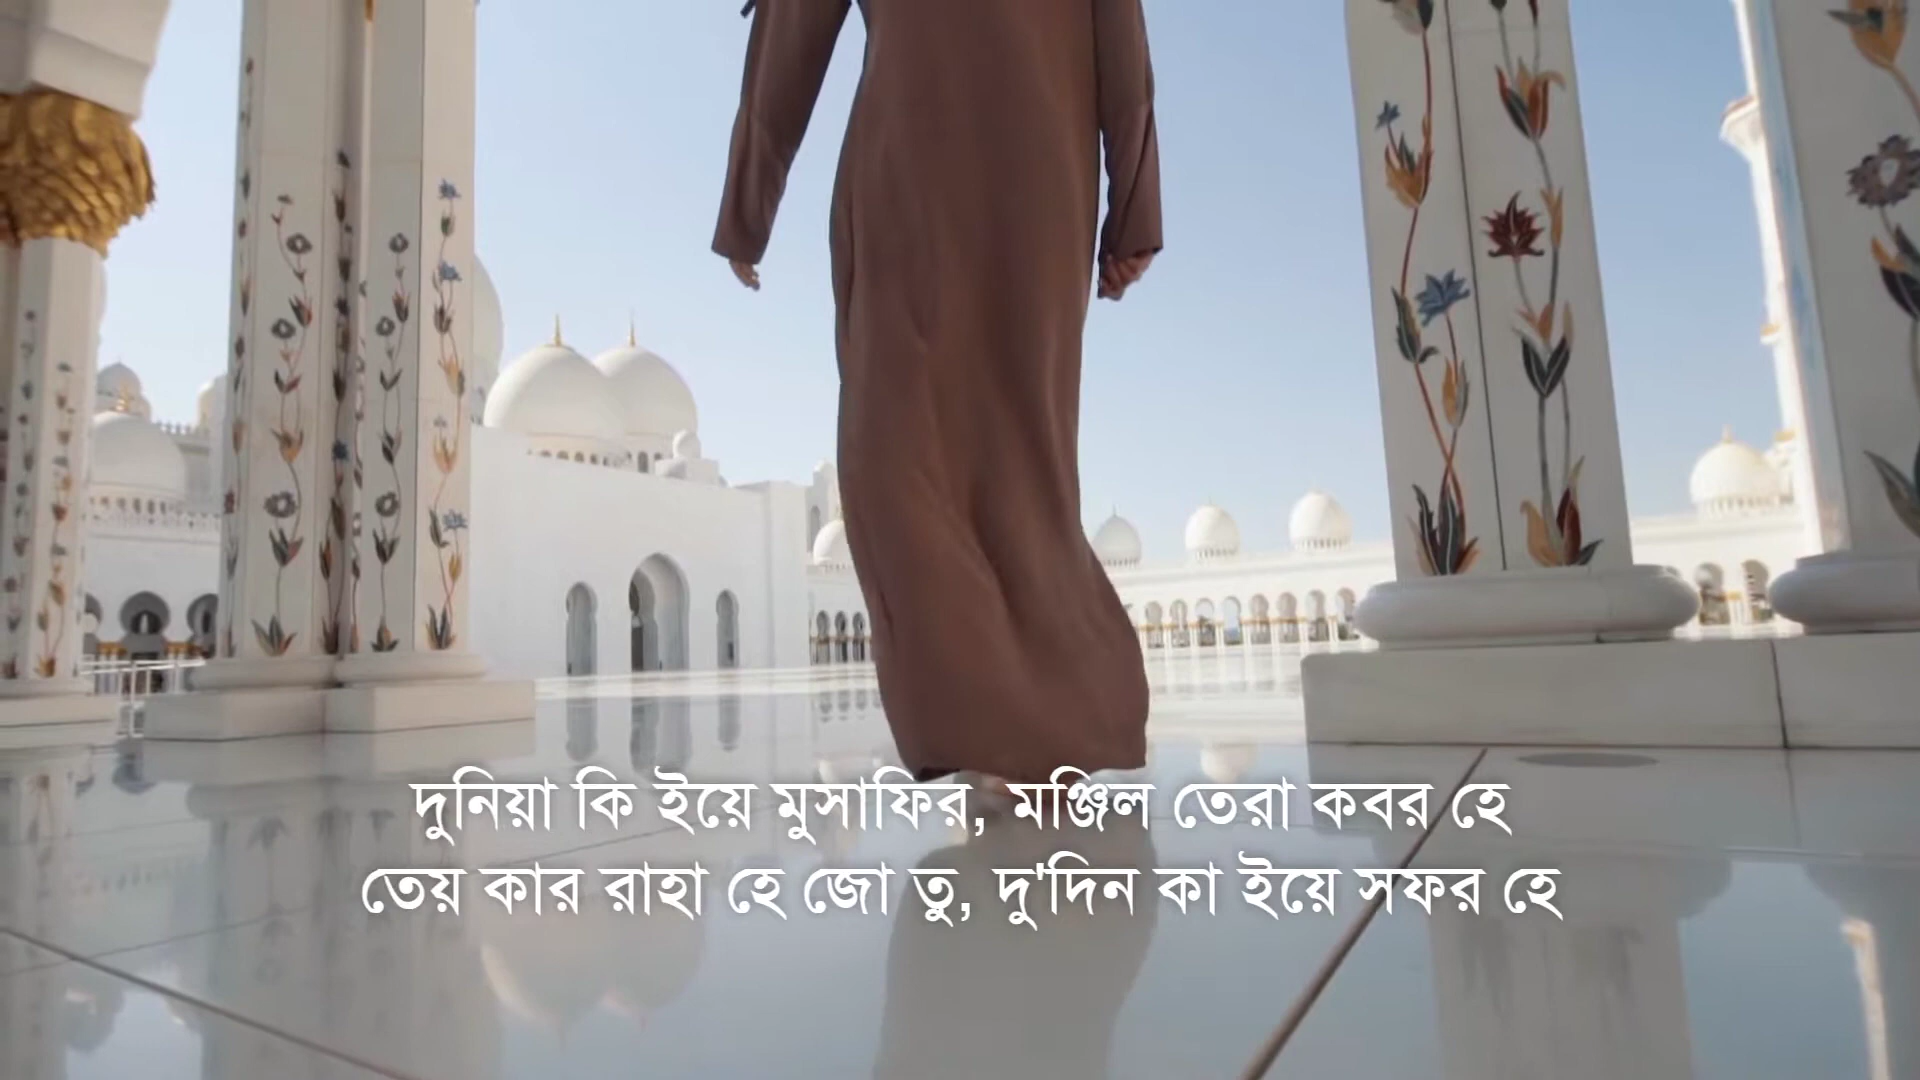 দুনিয়া কি ইয়ে মুসাফির, মঞ্জিল তেরা কবর হে
তেয় কার রাহা হে জো তু, দু'দিন কা ইয়ে সফর হে